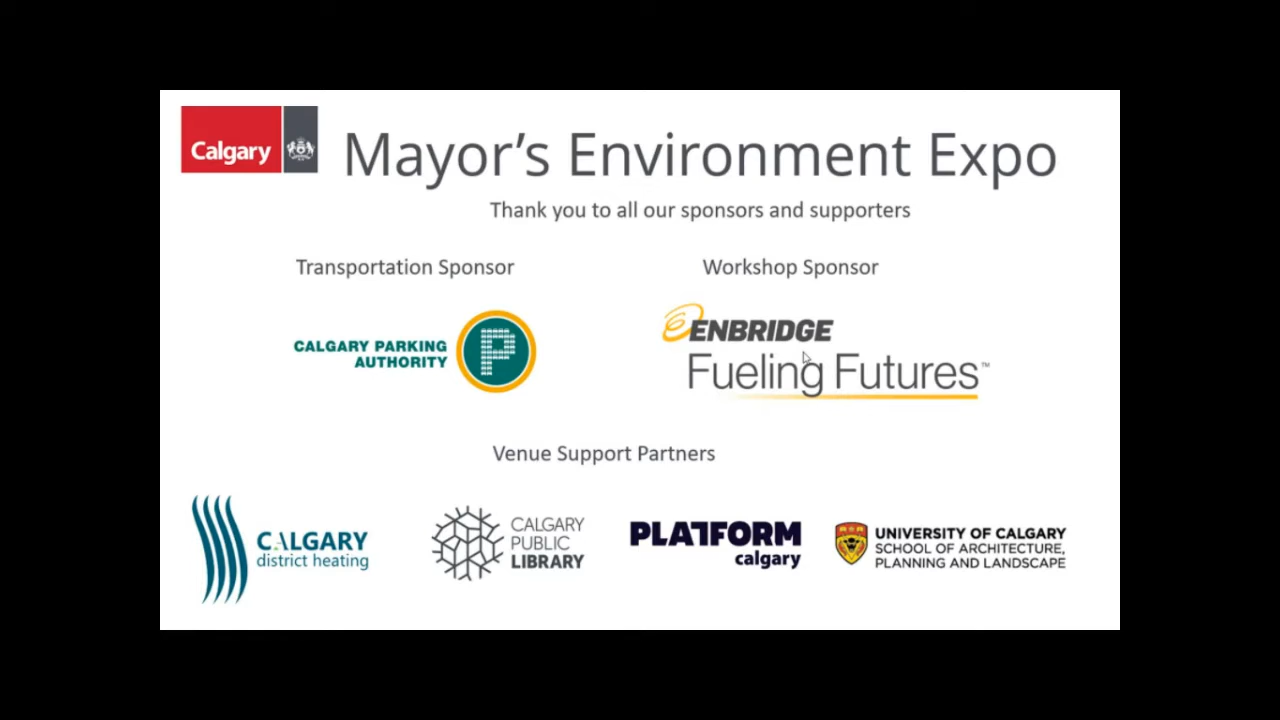 Calgary
Mayor's Environment Expo
Thank you to all our sponsors and supporters
Transportation Sponsor
Workshop Sponsor
CALGARY PARKING
AUTHORITY
P
ENBRIDGE
Fueling Futures™
Venue Support Partners
CALGARY
district heating
CALGARY
PUBLIC
LIBRARY
PLATFORM
calgary
UNIVERSITY OF CALGARY
SCHOOL OF ARCHITECTURE,
PLANNING AND LANDSCAPE